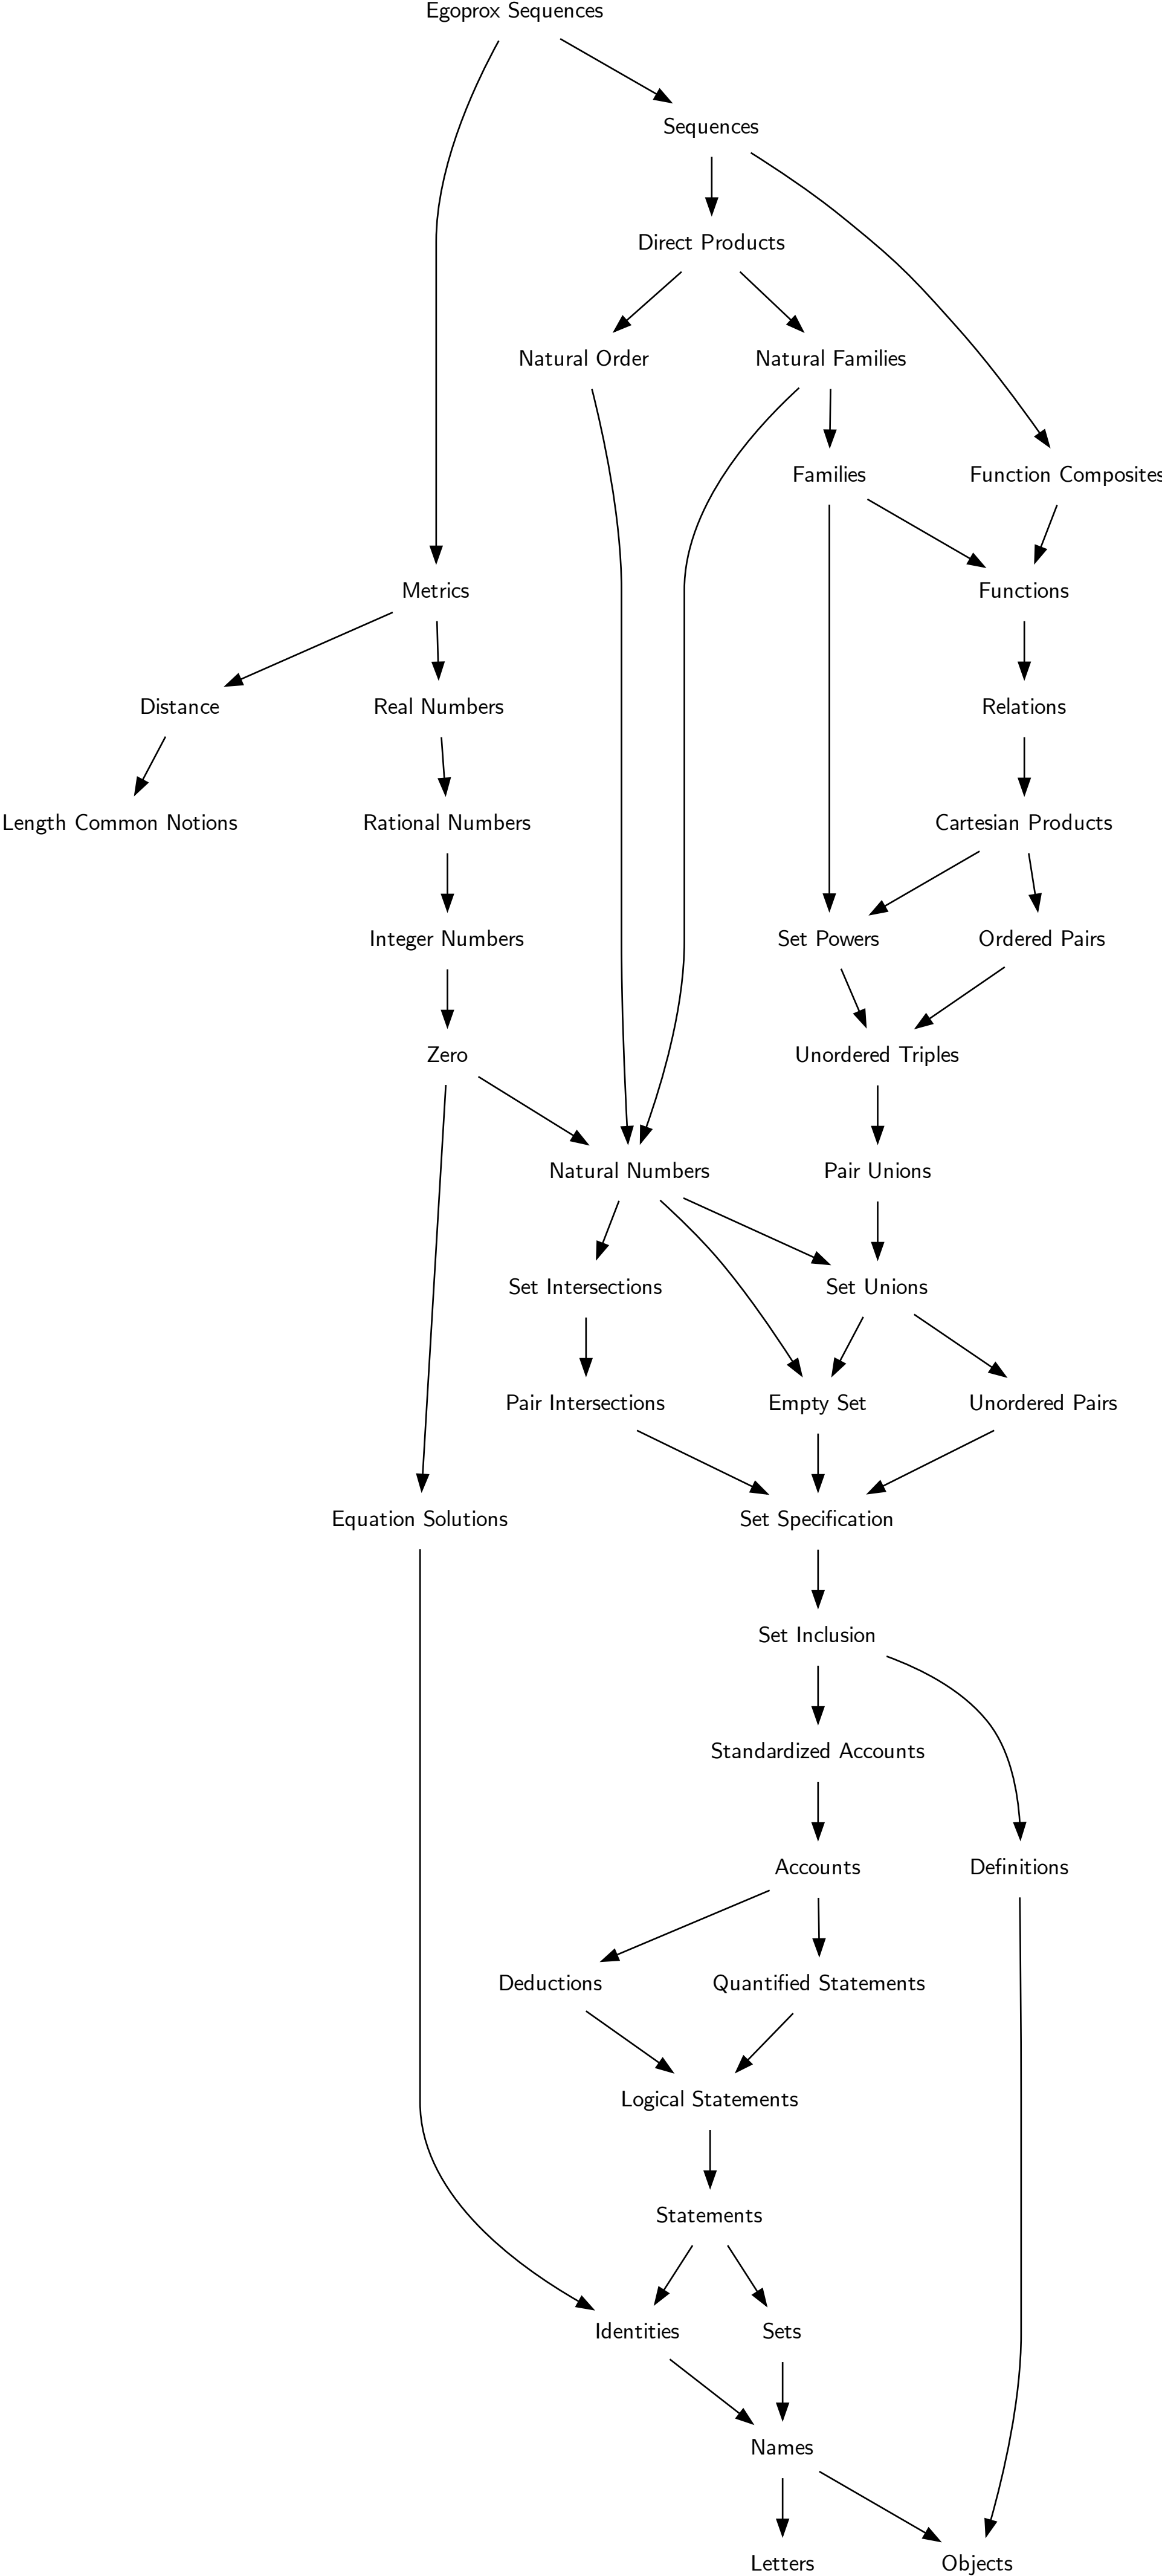 Egoprox Sequences
Sequences
Direct Products
Natural Order
Natural Families
Families
Function Composites
Metrics
Functions
Distance
Real Numbers
Relations
Length Common Notions
Rational Numbers
Cartesian Products
Integer Numbers
Set Powers
Ordered Pairs
Zero
Unordered Triples
Natural Numbers
Pair Unions
Set Intersections
Set Unions
Pair Intersections
Empty Set
Unordered Pairs
Equation Solutions
Set Specification
Set Inclusion
Standardized Accounts
Accounts
Definitions
Deductions
Quantified Statements
Logical Statements
Statements
Identities
Sets
Names
Letters
Objects